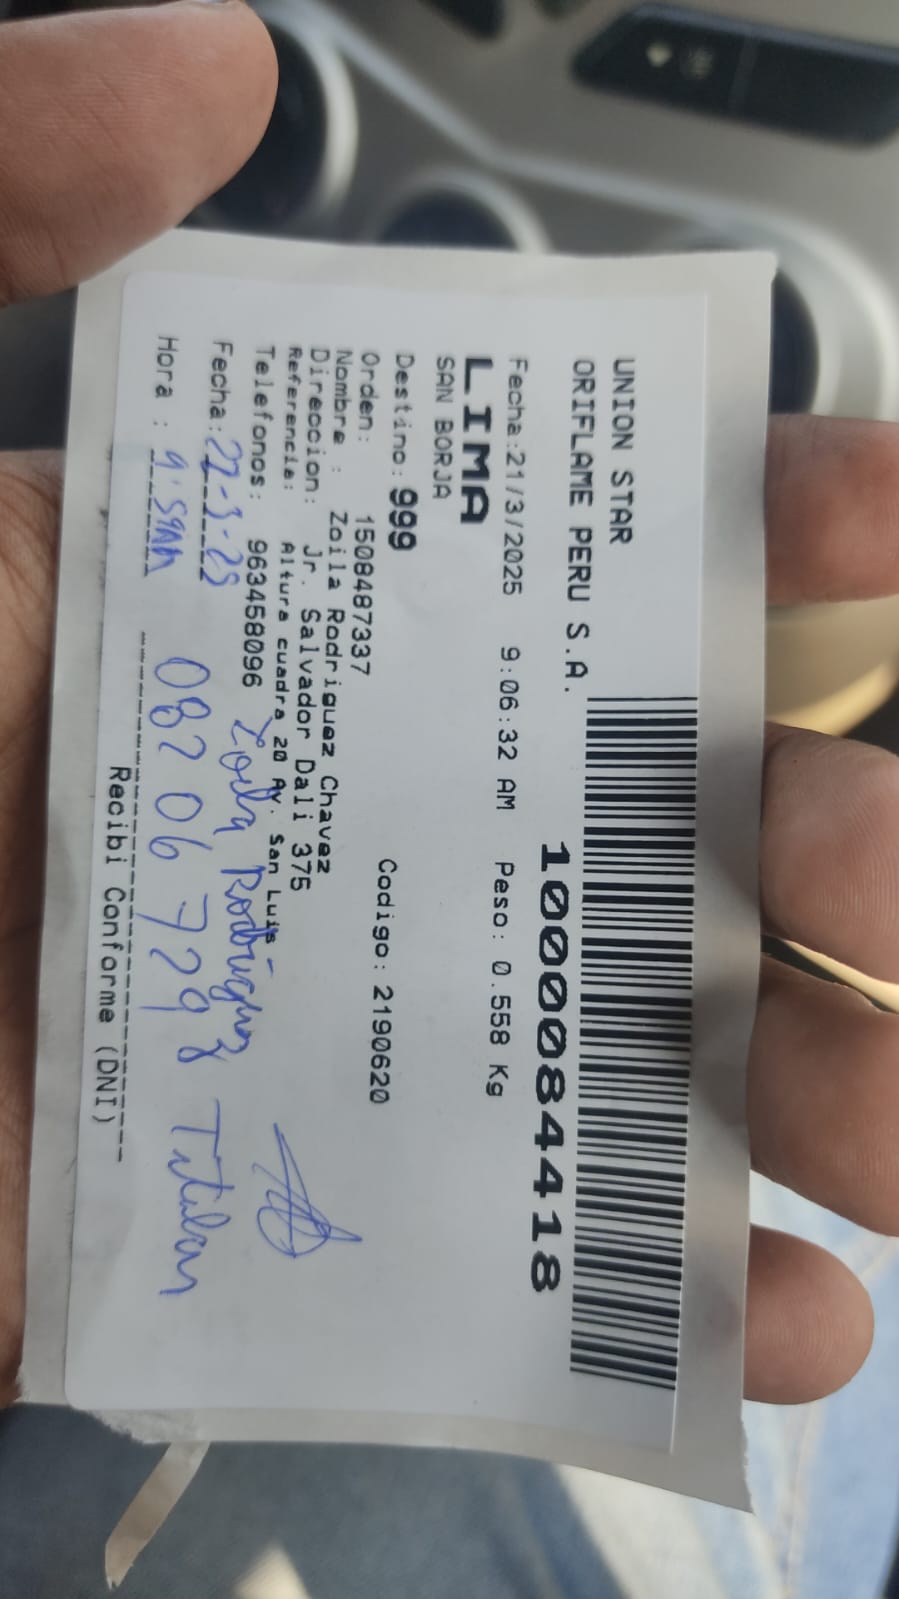 UNION STAR
ORIFLAME PERU S.A.
10000844418
Fecha:21/3/2025 9:06:32 AM Peso: 0.558 Kg
LIMA
SAN BORJA
Destino: 999
Orden: 1508487337 Codigo: 2190620
Nombre : Zoila Rodriguez Chavez
Direccion: Jr. Salvador Dali 375
Referencia: Altura cuadra 20 Av. San Luis
Telefonos: 963458096
Zoila Rodriguez
Fecha: 22-3-25
Hora : 9:59AM 08206729 Titular
Recibi Conforme (DNI)